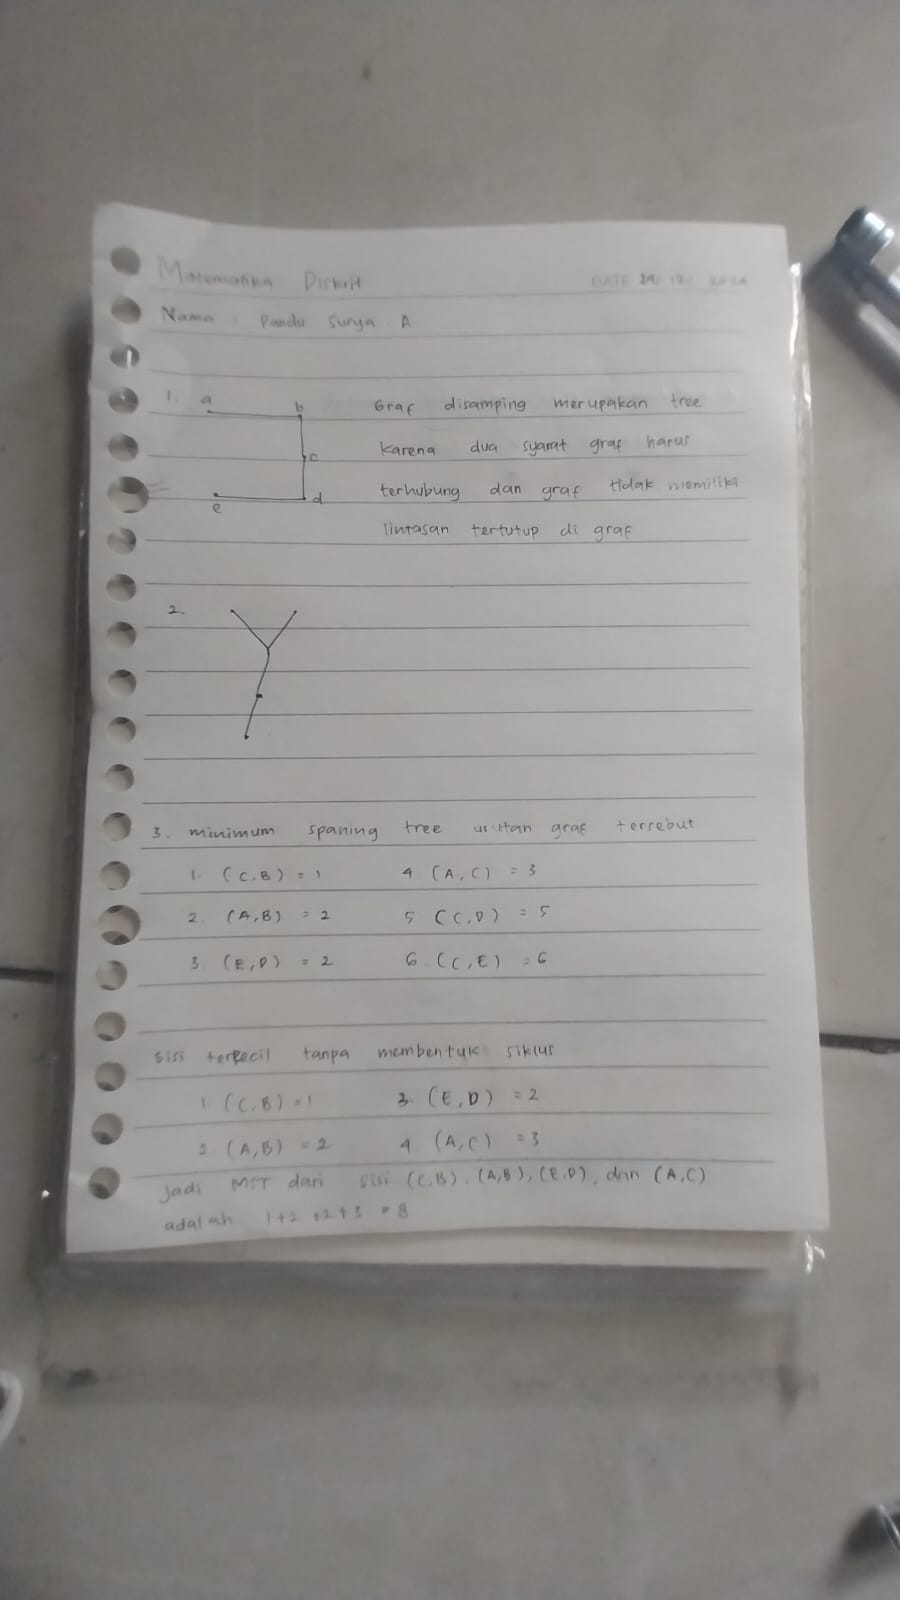 Matematika Diskrit
DATE 24 / 12 / 2024
Nama : Pandu Surya . A
1. a b c d e
Graf disamping merupakan tree
karena dua syarat graf harus
terhubung dan graf tidak memiliki
lintasan tertutup di graf
2.
3. minimum spaning tree urutan graf tersebut
1. (C,B) = 1 4 (A,C) = 3
2. (A,B) = 2 5 (C,D) = 5
3. (E,D) = 2 6. (C,E) = 6
sisi terkecil tanpa membentuk siklus
1. (C,B) = 1 3. (E,D) = 2
2. (A,B) = 2 4. (A,C) = 3
jadi MST dari sisi (C,B), (A,B), (E,D), dan (A,C)
adalah 1+2+2+3 = 8